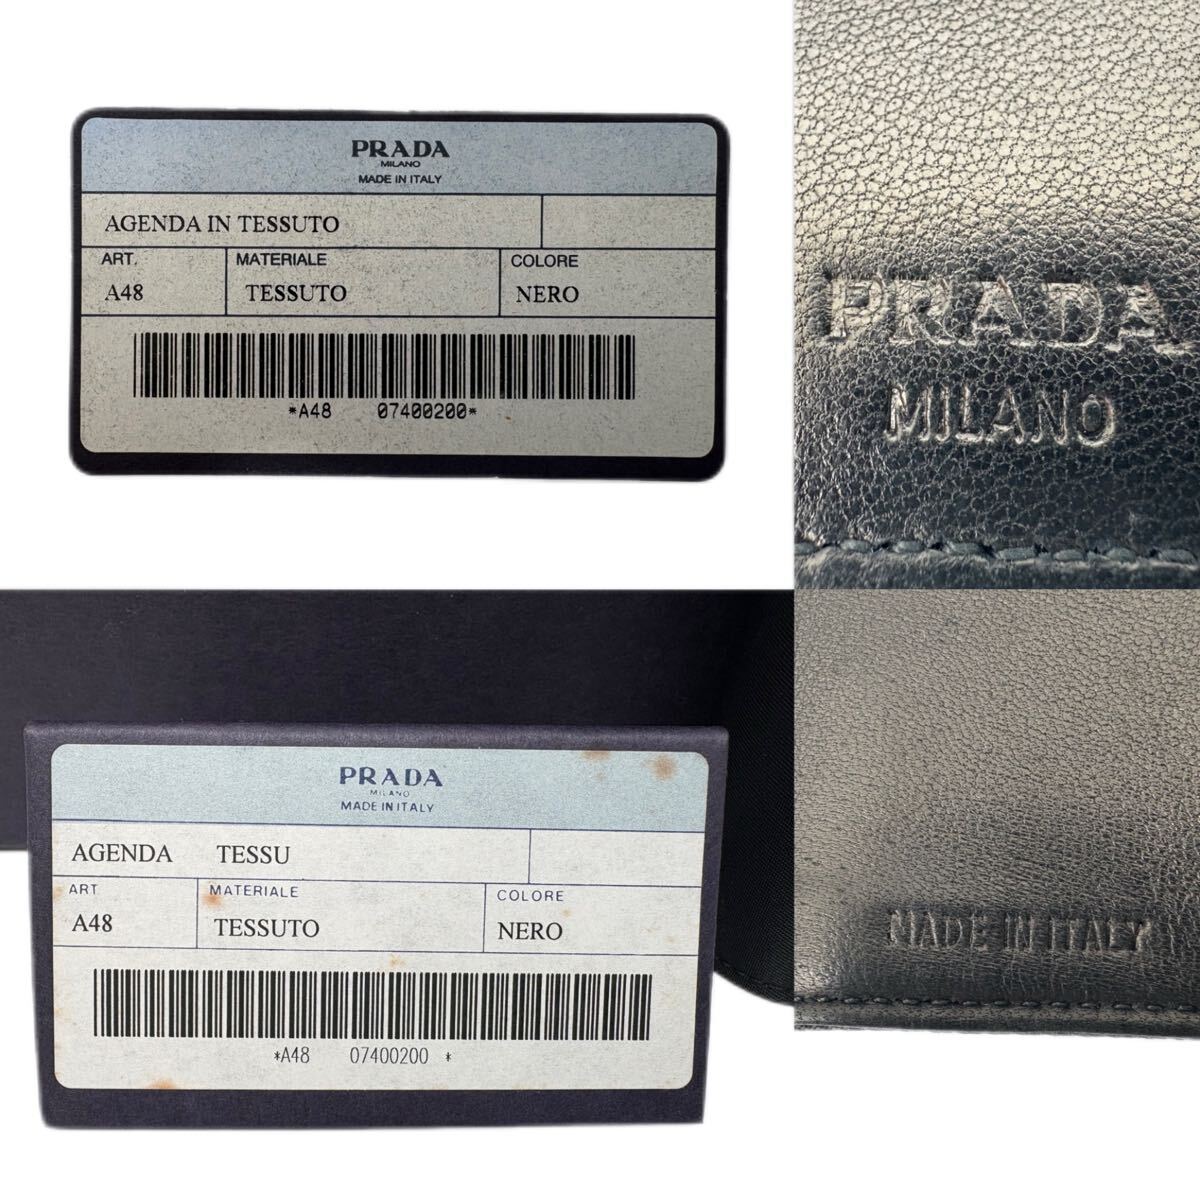 PRADA
MILANO
MADE IN ITALY
AGENDA IN TESSUTO
ART. MATERIALE COLORE
A48 TESSUTO NERO
*A48 07400200*
PRADA
MILANO
PRADA
MILANO
MADE IN ITALY
AGENDA TESSU
ART MATERIALE COLORE
A48 TESSUTO NERO
*A48 07400200 *
MADE IN ITALY